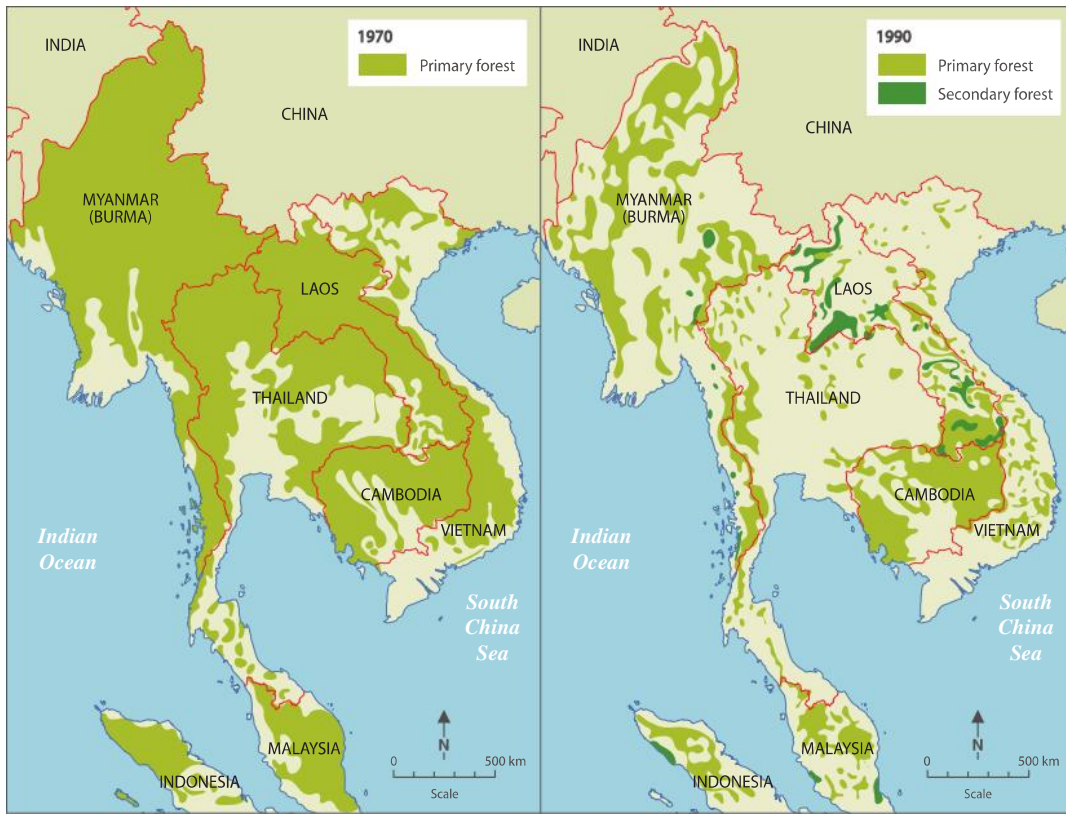 1970
Primary forest
INDIA
CHINA
MYANMAR
(BURMA)
LAOS
THAILAND
CAMBODIA
VIETNAM
Indian
Ocean
South
China
Sea
N
MALAYSIA
INDONESIA
0 500 km
Scale
1990
Primary forest
Secondary forest
INDIA
CHINA
MYANMAR
(BURMA)
LAOS
THAILAND
CAMBODIA
VIETNAM
Indian
Ocean
South
China
Sea
N
MALAYSIA
INDONESIA
0 500 km
Scale